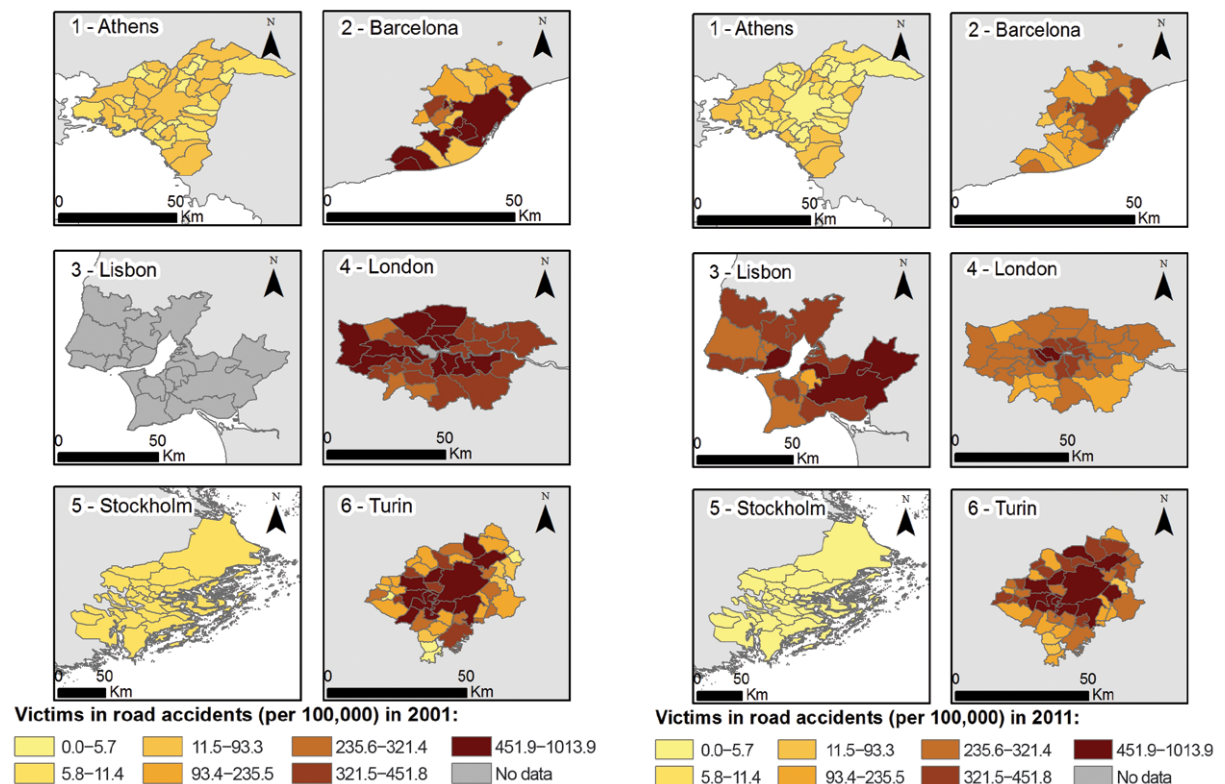 1 - Athens
N
0
50
Km
2 - Barcelona
N
50
0
Km
3 - Lisbon
N
0
50
Km
4 - London
N
0
50
Km
5 - Stockholm
N
0
50
Km
6 - Turin
N
0
50
Km
Victims in road accidents (per 100,000) in 2001:
0.0–5.7 11.5–93.3 235.6–321.4 451.9–1013.9
5.8–11.4 93.4–235.5 321.5–451.8 No data
1 - Athens
N
0
50
Km
2 - Barcelona
N
0
50
Km
3 - Lisbon
N
0
50
Km
4 - London
N
0
50
Km
5 - Stockholm
N
0
50
Km
6 - Turin
N
0
50
Km
Victims in road accidents (per 100,000) in 2011:
0.0–5.7 11.5–93.3 235.6–321.4 451.9–1013.9
5.8–11.4 93.4–235.5 321.5–451.8 No data